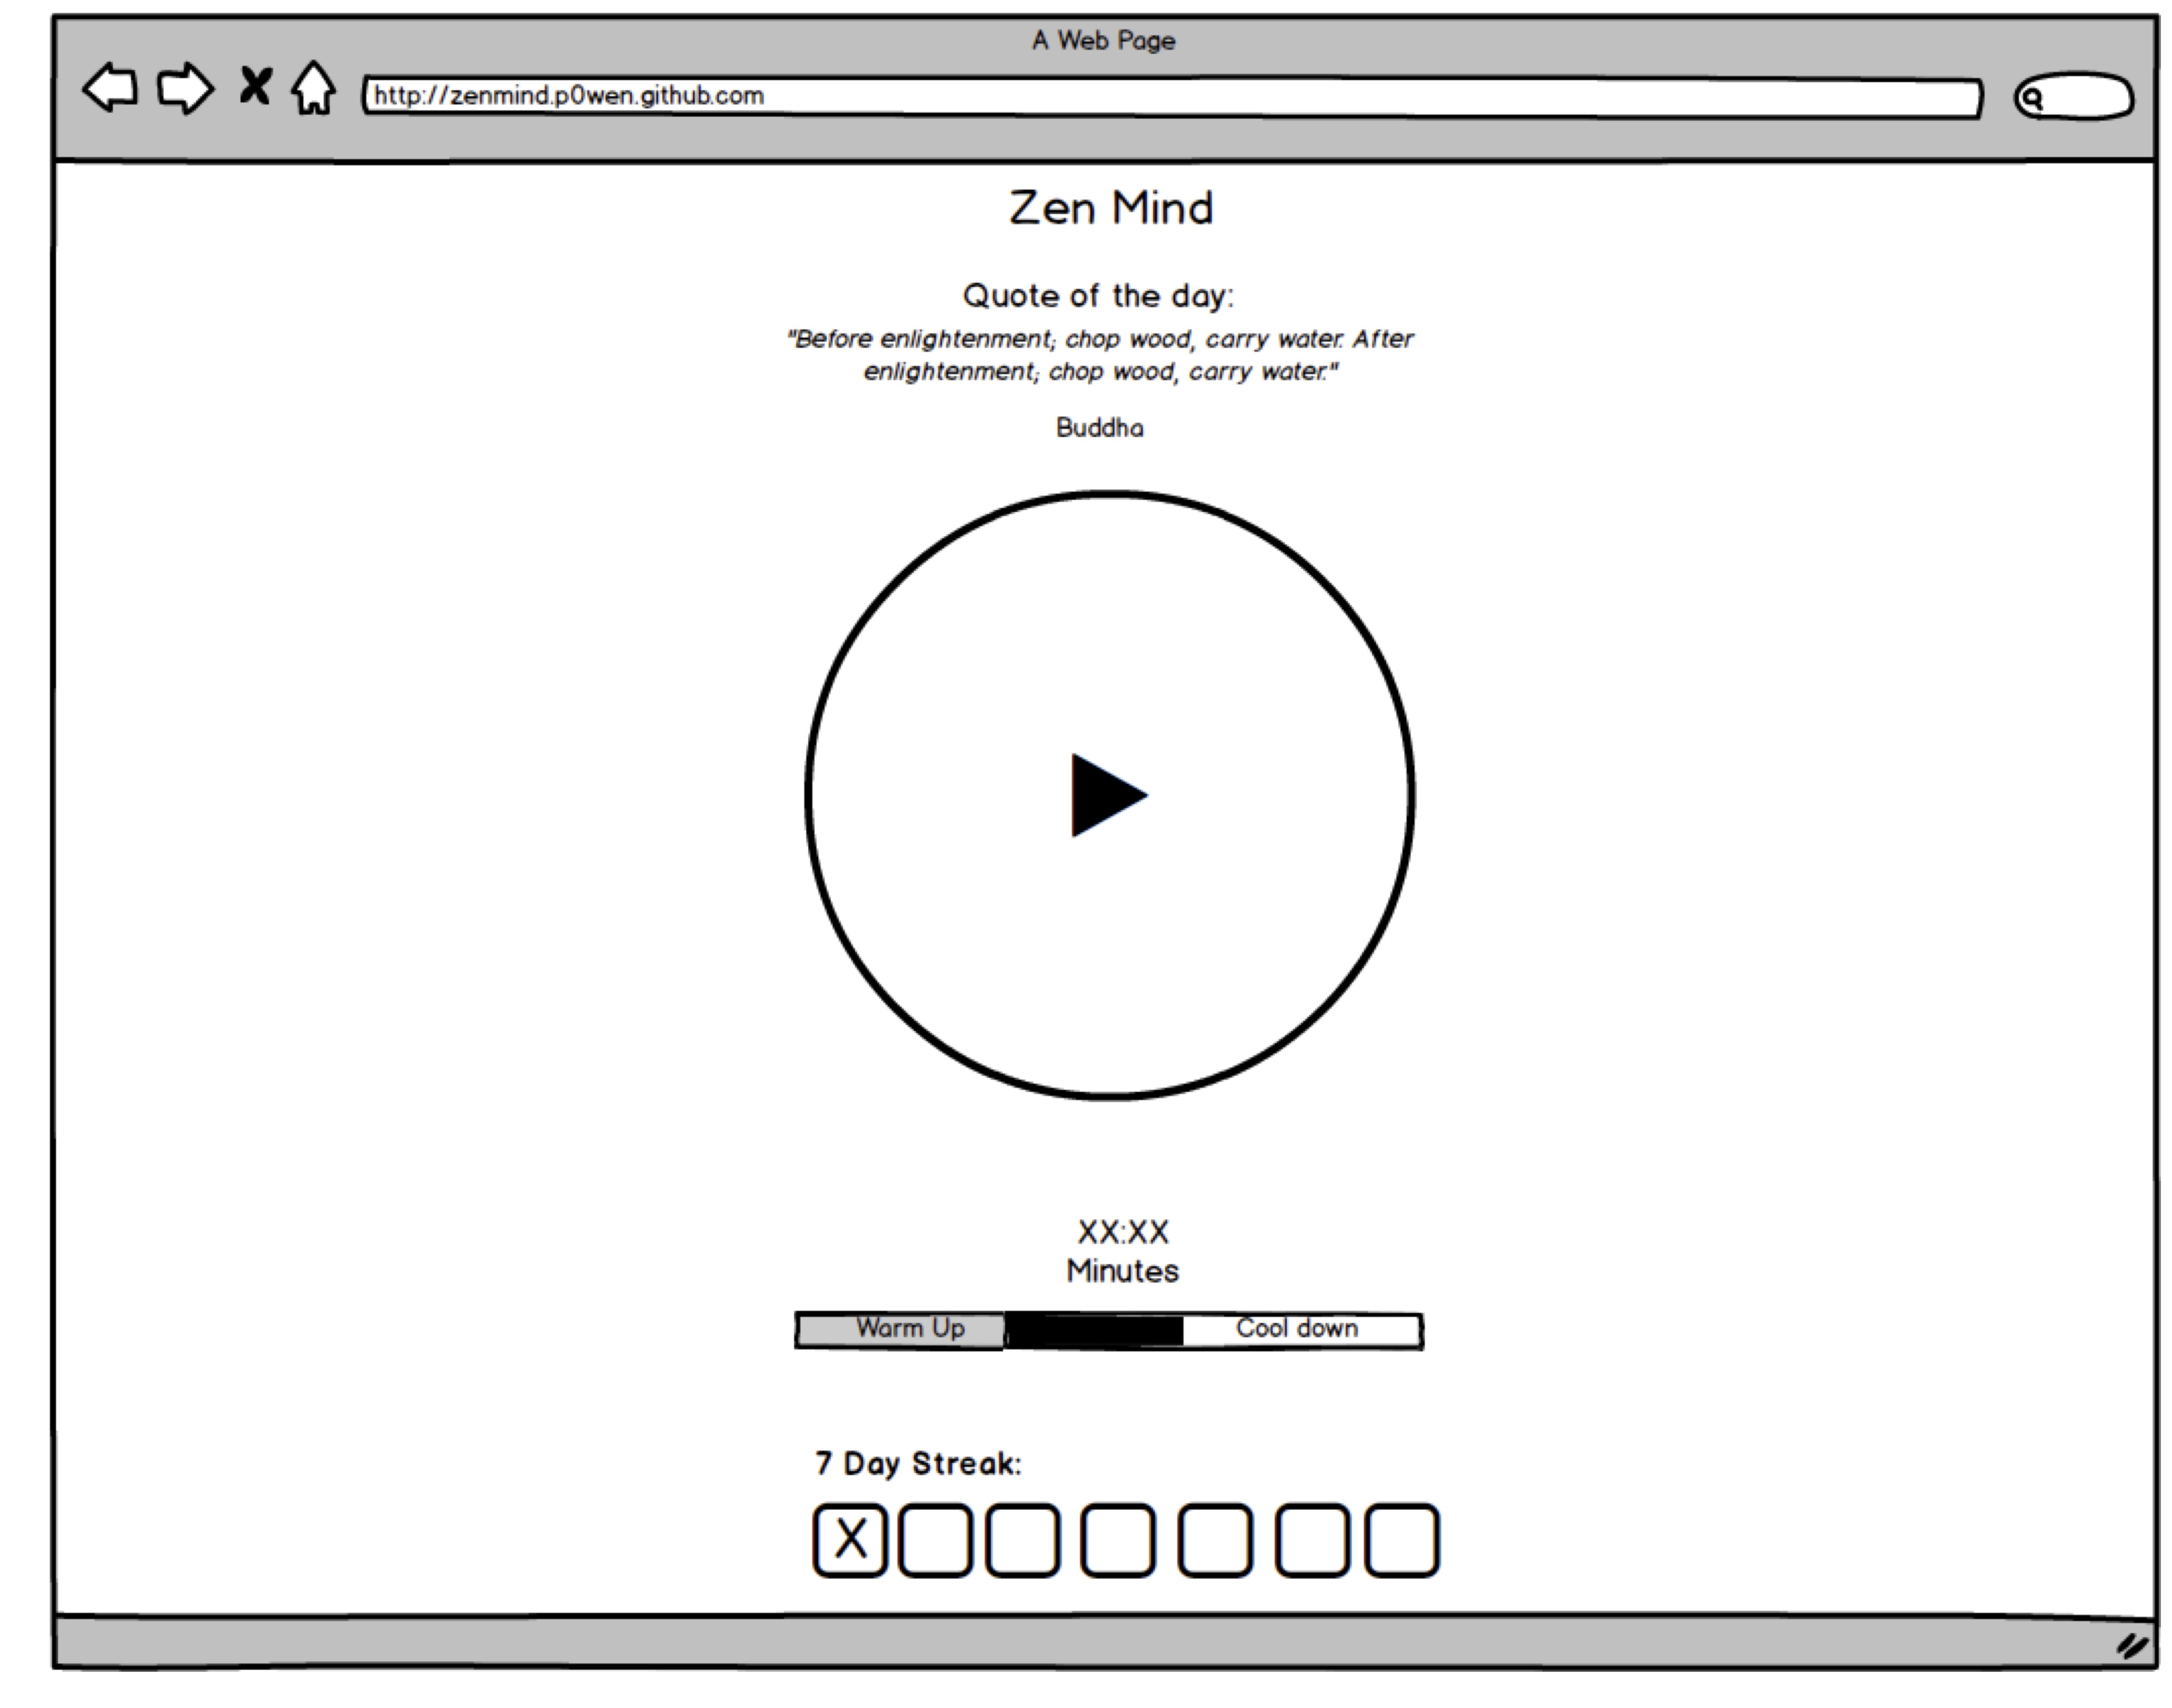 A Web Page
http://zenmind.p0wen.github.com
Zen Mind
Quote of the day:
"Before enlightenment; chop wood, carry water. After
enlightenment; chop wood, carry water."
Buddha
XX:XX
Minutes
Warm Up Cool down
7 Day Streak:
X